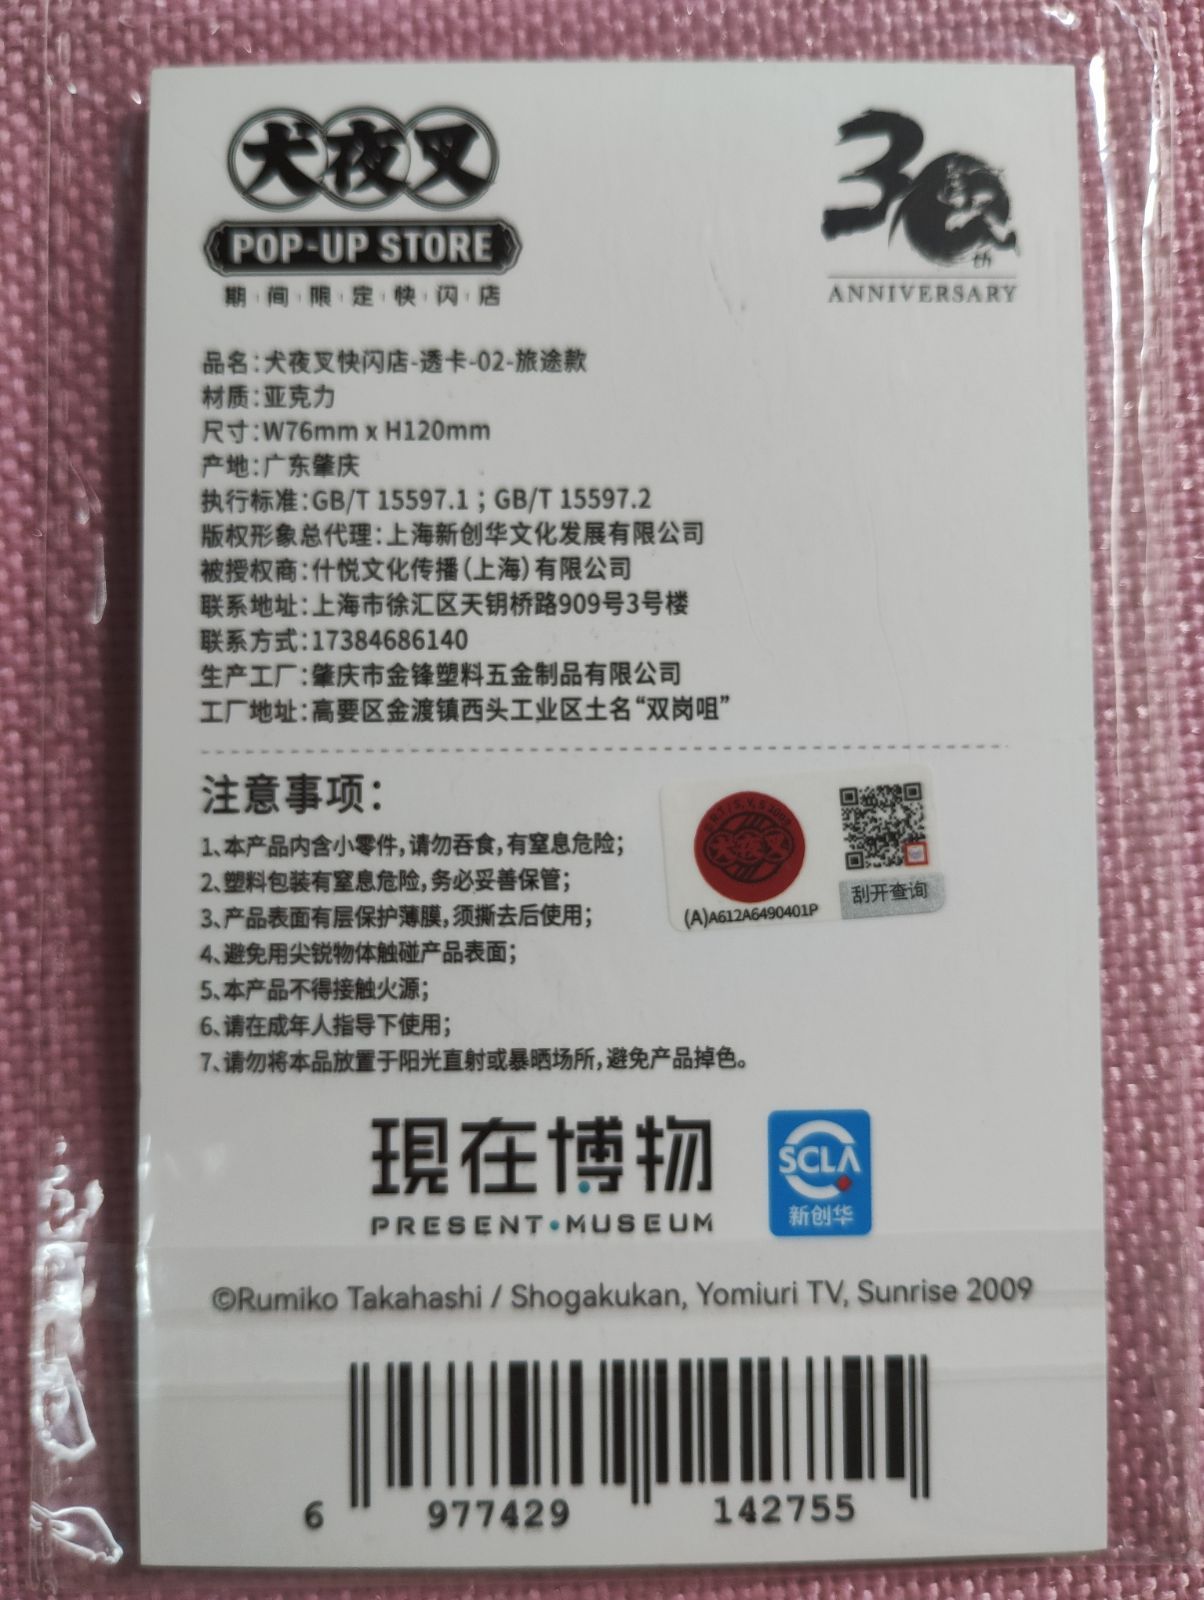 犬夜叉
POP-UP STORE
期间限定快闪店
30th
ANNIVERSARY
品名:犬夜叉快闪店-透卡-02-旅途款
材质:亚克力
尺寸:W76mm x H120mm
产地:广东肇庆
执行标准:GB/T 15597.1 ; GB/T 15597.2
版权形象总代理:上海新创华文化发展有限公司
被授权商:什悦文化传播(上海)有限公司
联系地址:上海市徐汇区天钥桥路909号3号楼
联系方式:17384686140
生产工厂:肇庆市金锋塑料五金制品有限公司
工厂地址:高要区金渡镇西头工业区土名“双岗咀”
注意事项:
1、本产品内含小零件,请勿吞食,有窒息危险;
2、塑料包装有窒息危险,务必妥善保管;
3、产品表面有层保护薄膜,须撕去后使用;
4、避免用尖锐物体触碰产品表面;
5、本产品不得接触火源;
6、请在成年人指导下使用;
7、请勿将本品放置于阳光直射或暴晒场所,避免产品掉色。
犬夜叉
(A)A612A6490401P
刮开查询
現在博物
PRESENT·MUSEUM
SCLA
新创华
©Rumiko Takahashi / Shogakukan, Yomiuri TV, Sunrise 2009
6 977429 142755